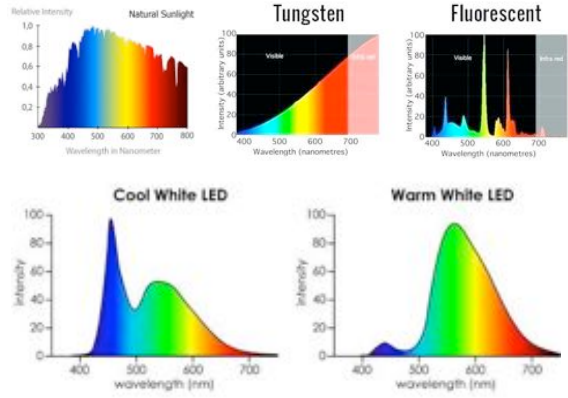 Relative Intensity
Natural Sunlight
1,0
0,8
0,6
0,4
0,2
300 400 500 600 700 800
Wavelength in Nanometer
Tungsten
Intensity (arbitrary units)
100
80
60
40
20
0
Visible
400 500 600 700
Wavelength (nanometres)
Fluorescent
Intensity (arbitrary units)
100
80
60
40
20
0
Visible
Infra red
400 500 600 700
Wavelength (nanometres)
Cool White LED
intensity
100
80
60
40
20
0
400 500 600 700
wavelength (nm)
Warm White LED
intensity
100
80
60
40
20
0
400 500 600 700
wavelength (nm)